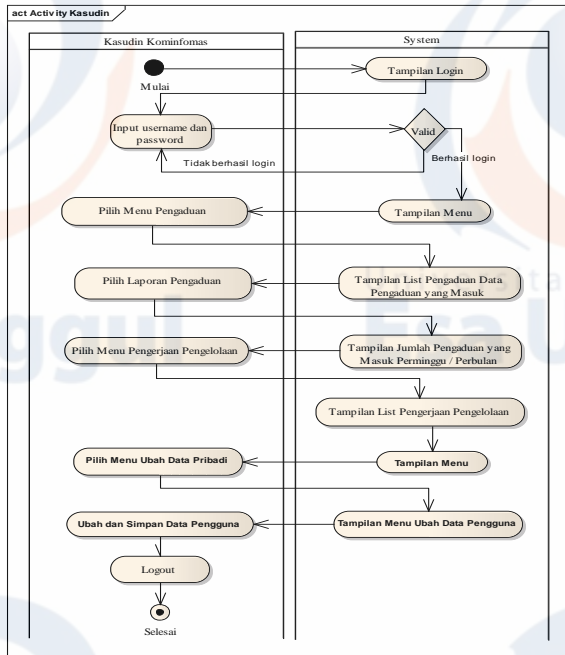 act Activity Kasudin
Kasudin Kominfomas
System
Mulai
Tampilan Login
Input username dan
password
Valid
Tidak berhasil login
Berhasil login
Pilih Menu Pengaduan
Tampilan Menu
Pilih Laporan Pengaduan
Tampilan List Pengaduan Data
Pengaduan yang Masuk
Pilih Menu Pengerjaan Pengelolaan
Tampilan Jumlah Pengaduan yang
Masuk Perminggu / Perbulan
Tampilan List Pengerjaan Pengelolaan
Pilih Menu Ubah Data Pribadi
Tampilan Menu
Ubah dan Simpan Data Pengguna
Tampilan Menu Ubah Data Pengguna
Logout
Selesai
ggul
Esa U